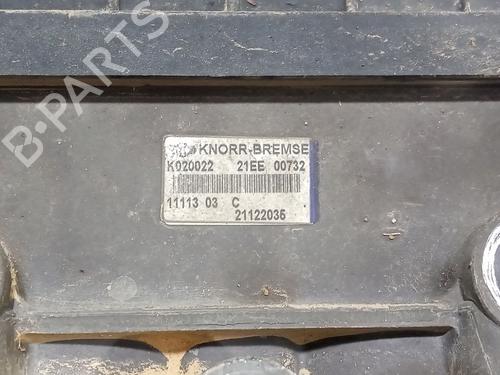 B-PARTS
KNORR-BREMSE
K020022 21EE 00732
11113 03 C
21122035